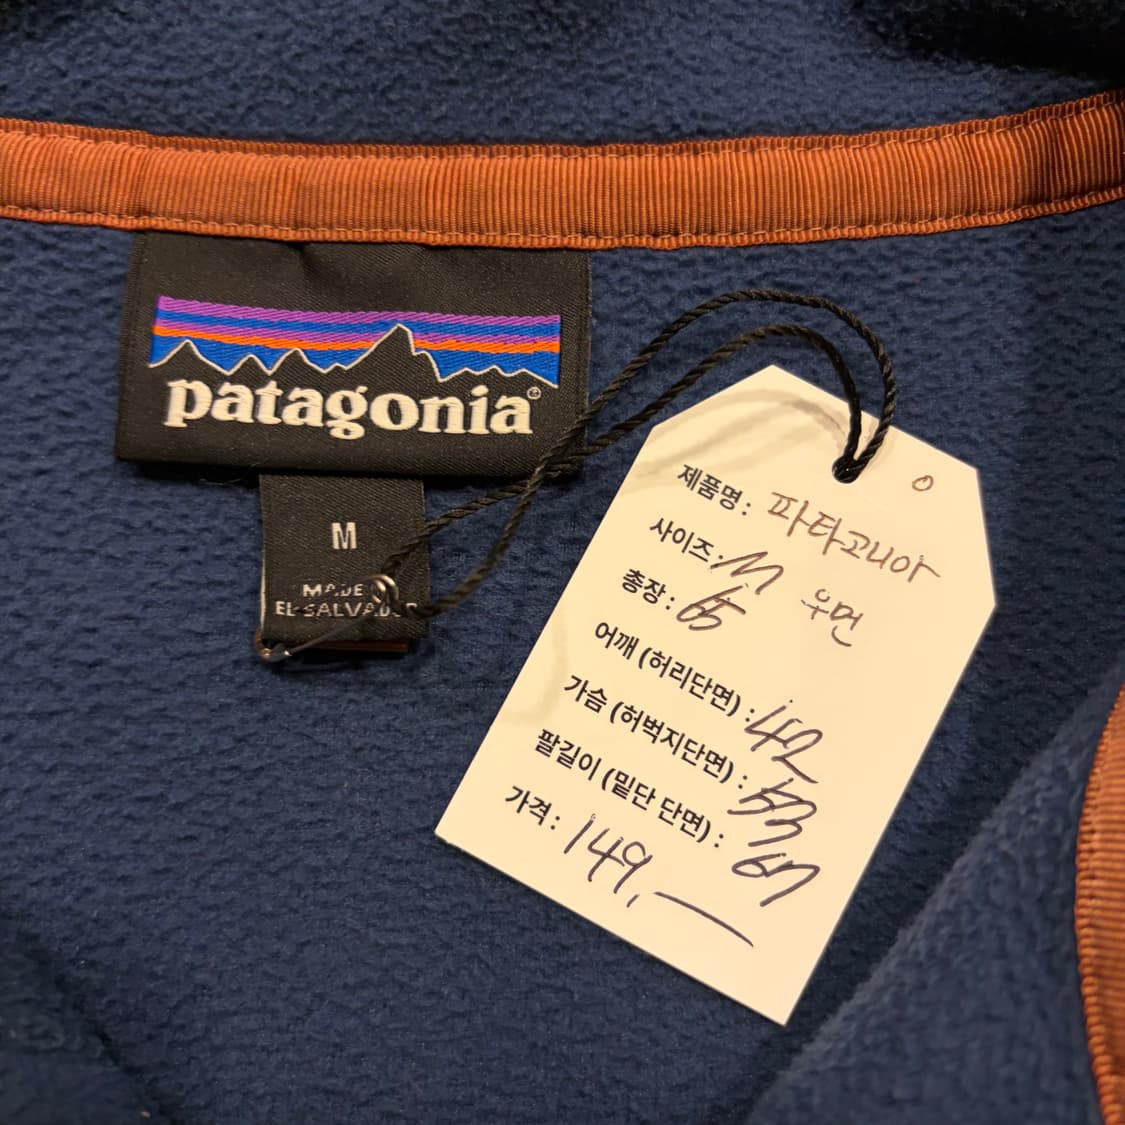 patagonia®
M
MADE
EL SALVADOR
제품명: 파타고니아
사이즈: M 우먼
총장: 65
어깨 (허리단면) : 42
가슴 (허벅지단면) : 53
팔길이 (밑단 단면) : 67
가격: 149,—